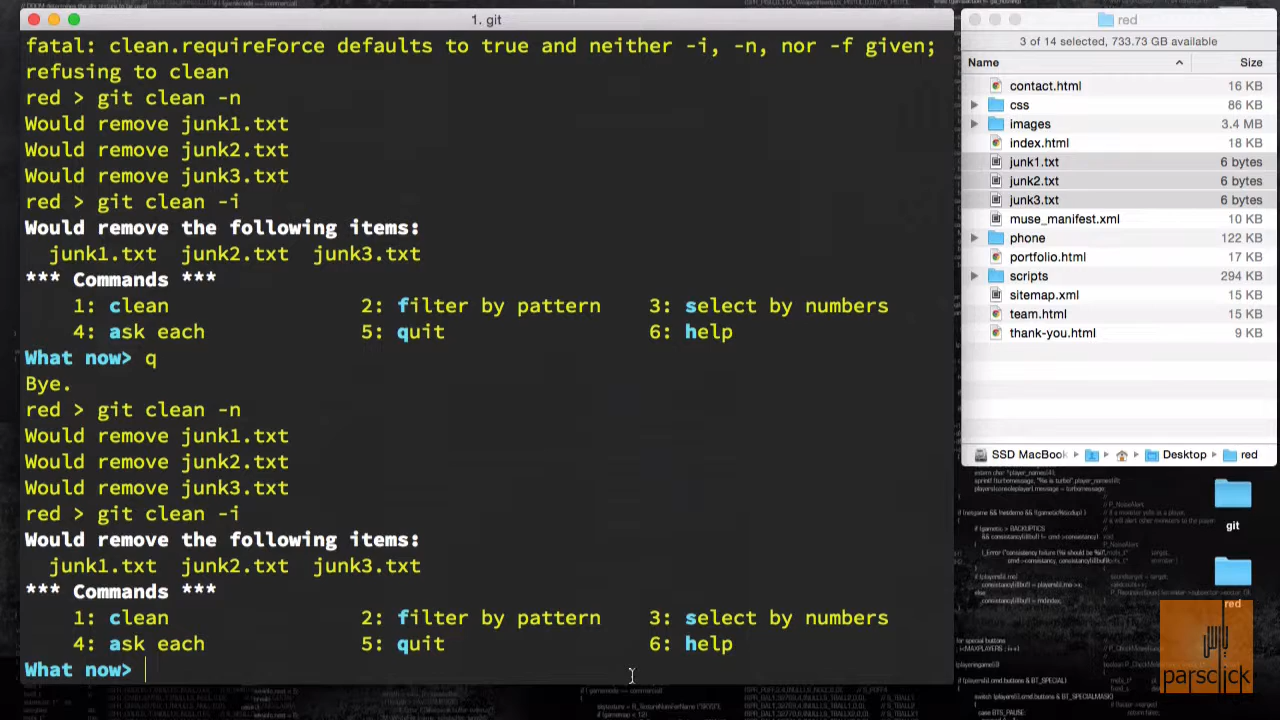 1. git
fatal: clean.requireForce defaults to true and neither -i, -n, nor -f given;
refusing to clean
red > git clean -n
Would remove junk1.txt
Would remove junk2.txt
Would remove junk3.txt
red > git clean -i
Would remove the following items:
junk1.txt junk2.txt junk3.txt
*** Commands ***
1: clean 2: filter by pattern 3: select by numbers
4: ask each 5: quit 6: help
What now> q
Bye.
red > git clean -n
Would remove junk1.txt
Would remove junk2.txt
Would remove junk3.txt
red > git clean -i
Would remove the following items:
junk1.txt junk2.txt junk3.txt
*** Commands ***
1: clean 2: filter by pattern 3: select by numbers
4: ask each 5: quit 6: help
What now>
red
3 of 14 selected, 733.73 GB available
Name Size
contact.html 16 KB
css 86 KB
images 3.4 MB
index.html 18 KB
junk1.txt 6 bytes
junk2.txt 6 bytes
junk3.txt 6 bytes
muse_manifest.xml 10 KB
phone 122 KB
portfolio.html 17 KB
scripts 294 KB
sitemap.xml 15 KB
team.html 15 KB
thank-you.html 9 KB
SSD MacBook Desktop red
git
red
پارس
parsclick